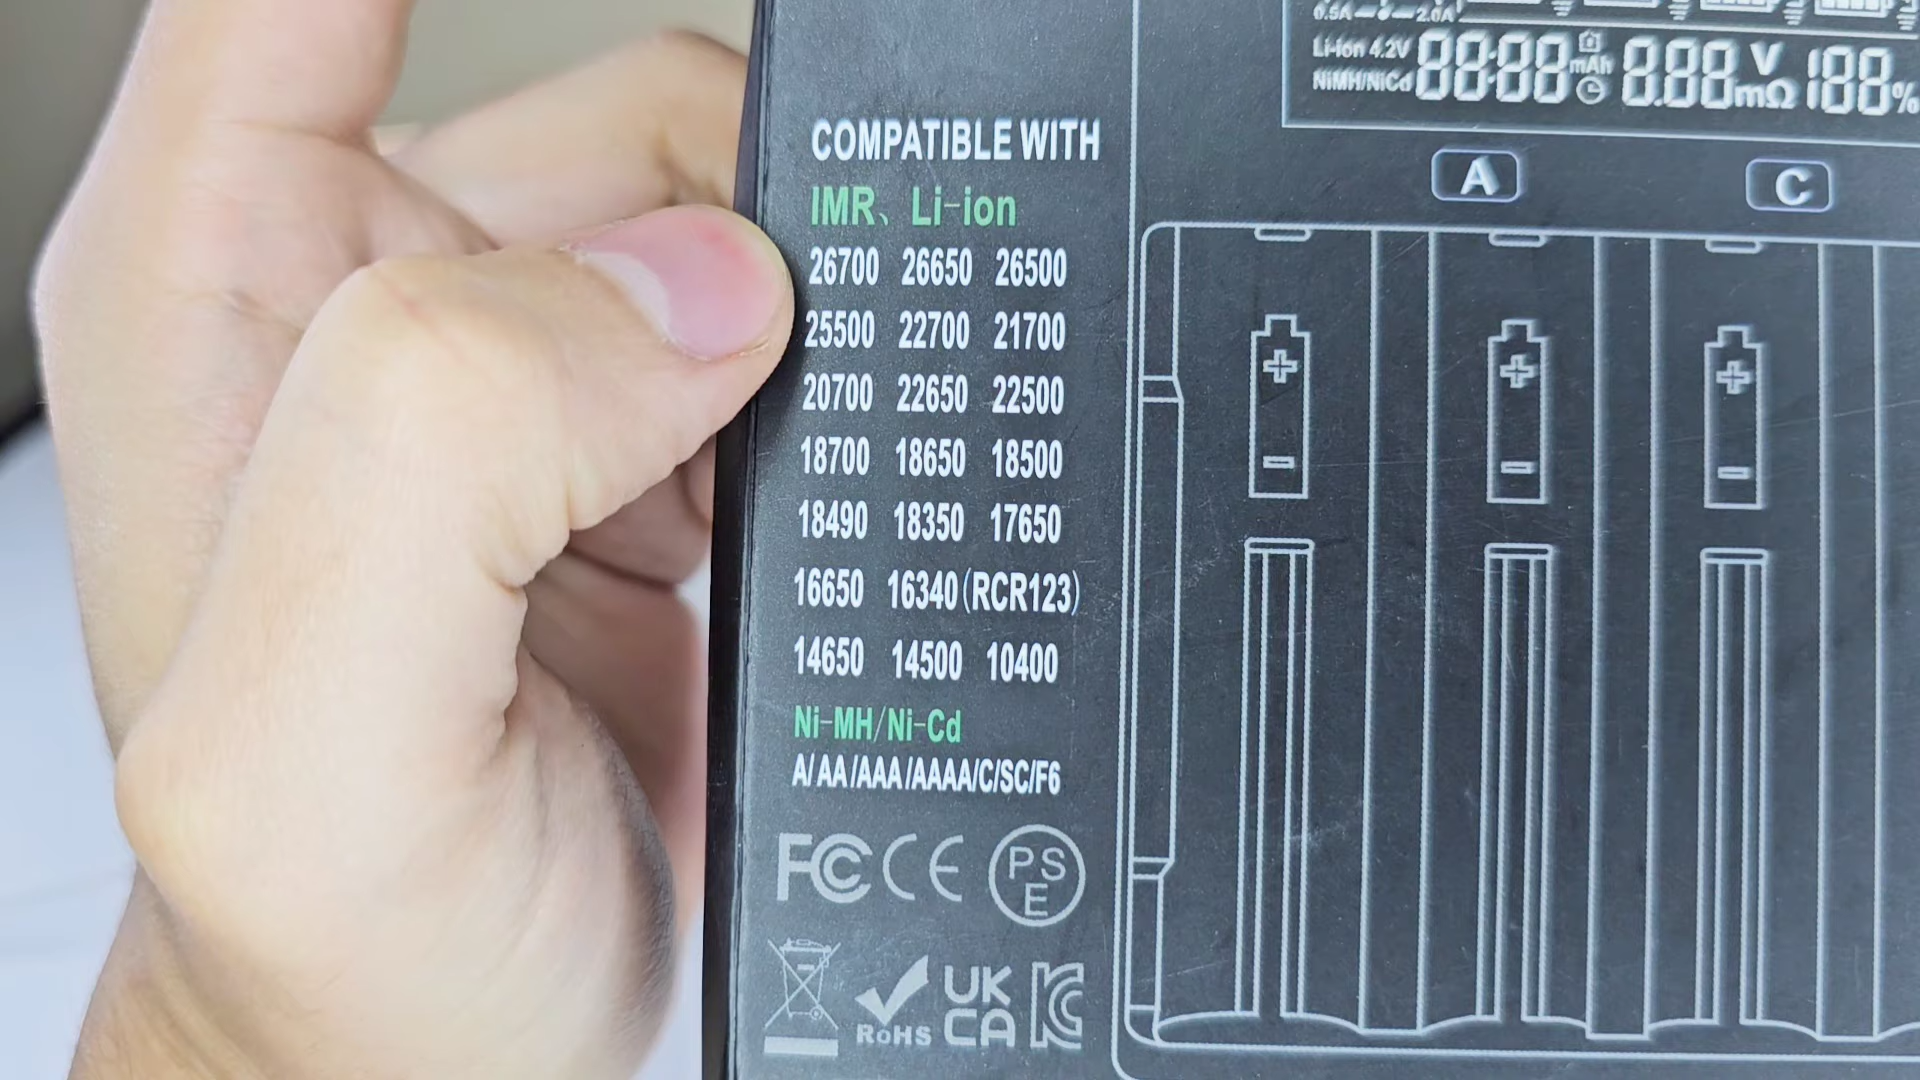 COMPATIBLE WITH
IMR、Li-ion
26700 26650 26500
25500 22700 21700
20700 22650 22500
18700 18650 18500
18490 18350 17650
16650 16340(RCR123)
14650 14500 10400
Ni-MH/Ni-Cd
A/AA/AAA/AAAA/C/SC/F6
FC CE PSE
RoHS UKCA KC
0.5A 2.0A
Li-ion 4.2V 88:88 mAh 8.88 V
NiMH/NiCd mΩ 188 %
A C
+ + +
- - -